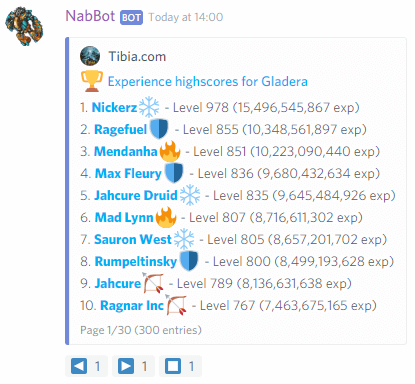 NabBot BOT Today at 14:00
Tibia.com
Experience highscores for Gladera
1. Nickerz - Level 978 (15,496,545,867 exp)
2. Ragefuel - Level 855 (10,348,561,897 exp)
3. Mendanha - Level 851 (10,223,090,440 exp)
4. Max Fleury - Level 836 (9,680,432,634 exp)
5. Jahcure Druid - Level 835 (9,645,484,926 exp)
6. Mad Lynn - Level 807 (8,716,611,302 exp)
7. Sauron West - Level 805 (8,657,201,702 exp)
8. Rumpeltinsky - Level 800 (8,499,193,628 exp)
9. Jahcure - Level 789 (8,136,631,638 exp)
10. Ragnar Inc - Level 767 (7,463,675,165 exp)
Page 1/30 (300 entries)
1 1 1